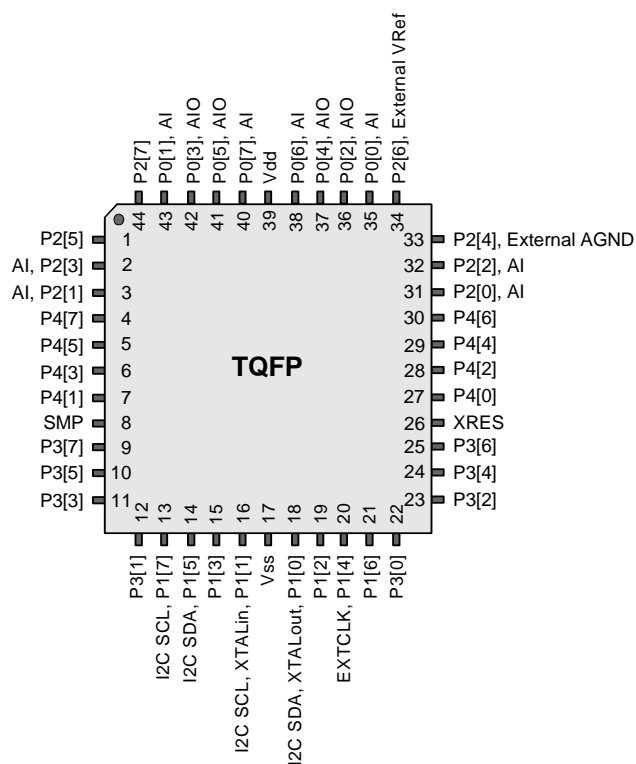 P2[7]
P0[1], AI
P0[3], AIO
P0[5], AIO
P0[7], AI
Vdd
P0[6], AI
P0[4], AIO
P0[2], AIO
P0[0], AI
P2[6], External VRef
44
43
42
41
40
39
38
37
36
35
34
P2[5] 1
AI, P2[3] 2
AI, P2[1] 3
P4[7] 4
P4[5] 5
P4[3] 6
P4[1] 7
SMP 8
P3[7] 9
P3[5] 10
P3[3] 11
TQFP
33 P2[4], External AGND
32 P2[2], AI
31 P2[0], AI
30 P4[6]
29 P4[4]
28 P4[2]
27 P4[0]
26 XRES
25 P3[6]
24 P3[4]
23 P3[2]
12
13
14
15
16
17
18
19
20
21
22
P3[1]
I2C SCL, P1[7]
I2C SDA, P1[5]
P1[3]
I2C SCL, XTALin, P1[1]
Vss
I2C SDA, XTALout, P1[0]
P1[2]
EXTCLK, P1[4]
P1[6]
P3[0]